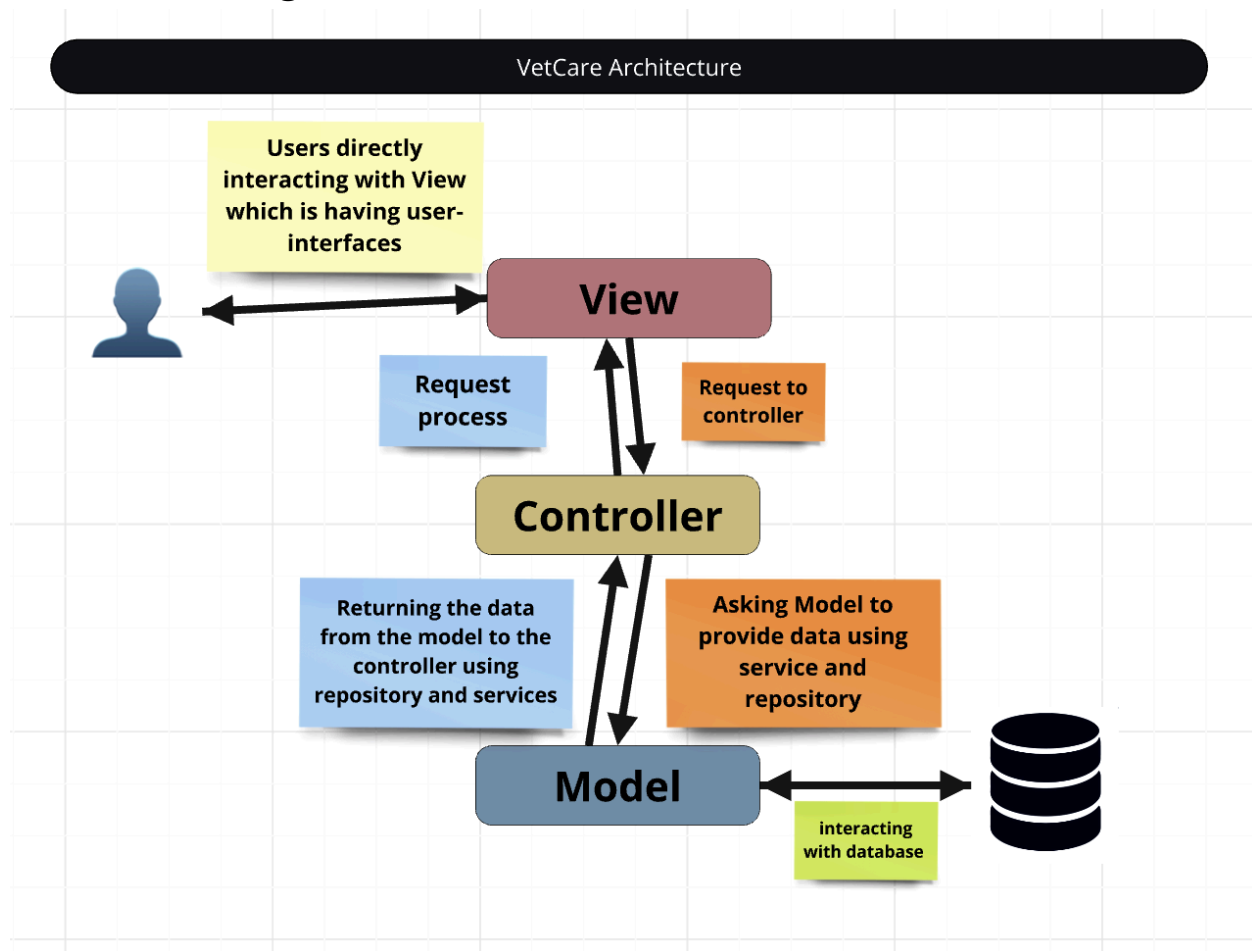 VetCare Architecture
Users directly
interacting with View
which is having user-
interfaces
View
Request
process
Request to
controller
Controller
Returning the data
from the model to the
controller using
repository and services
Asking Model to
provide data using
service and
repository
Model
interacting
with database